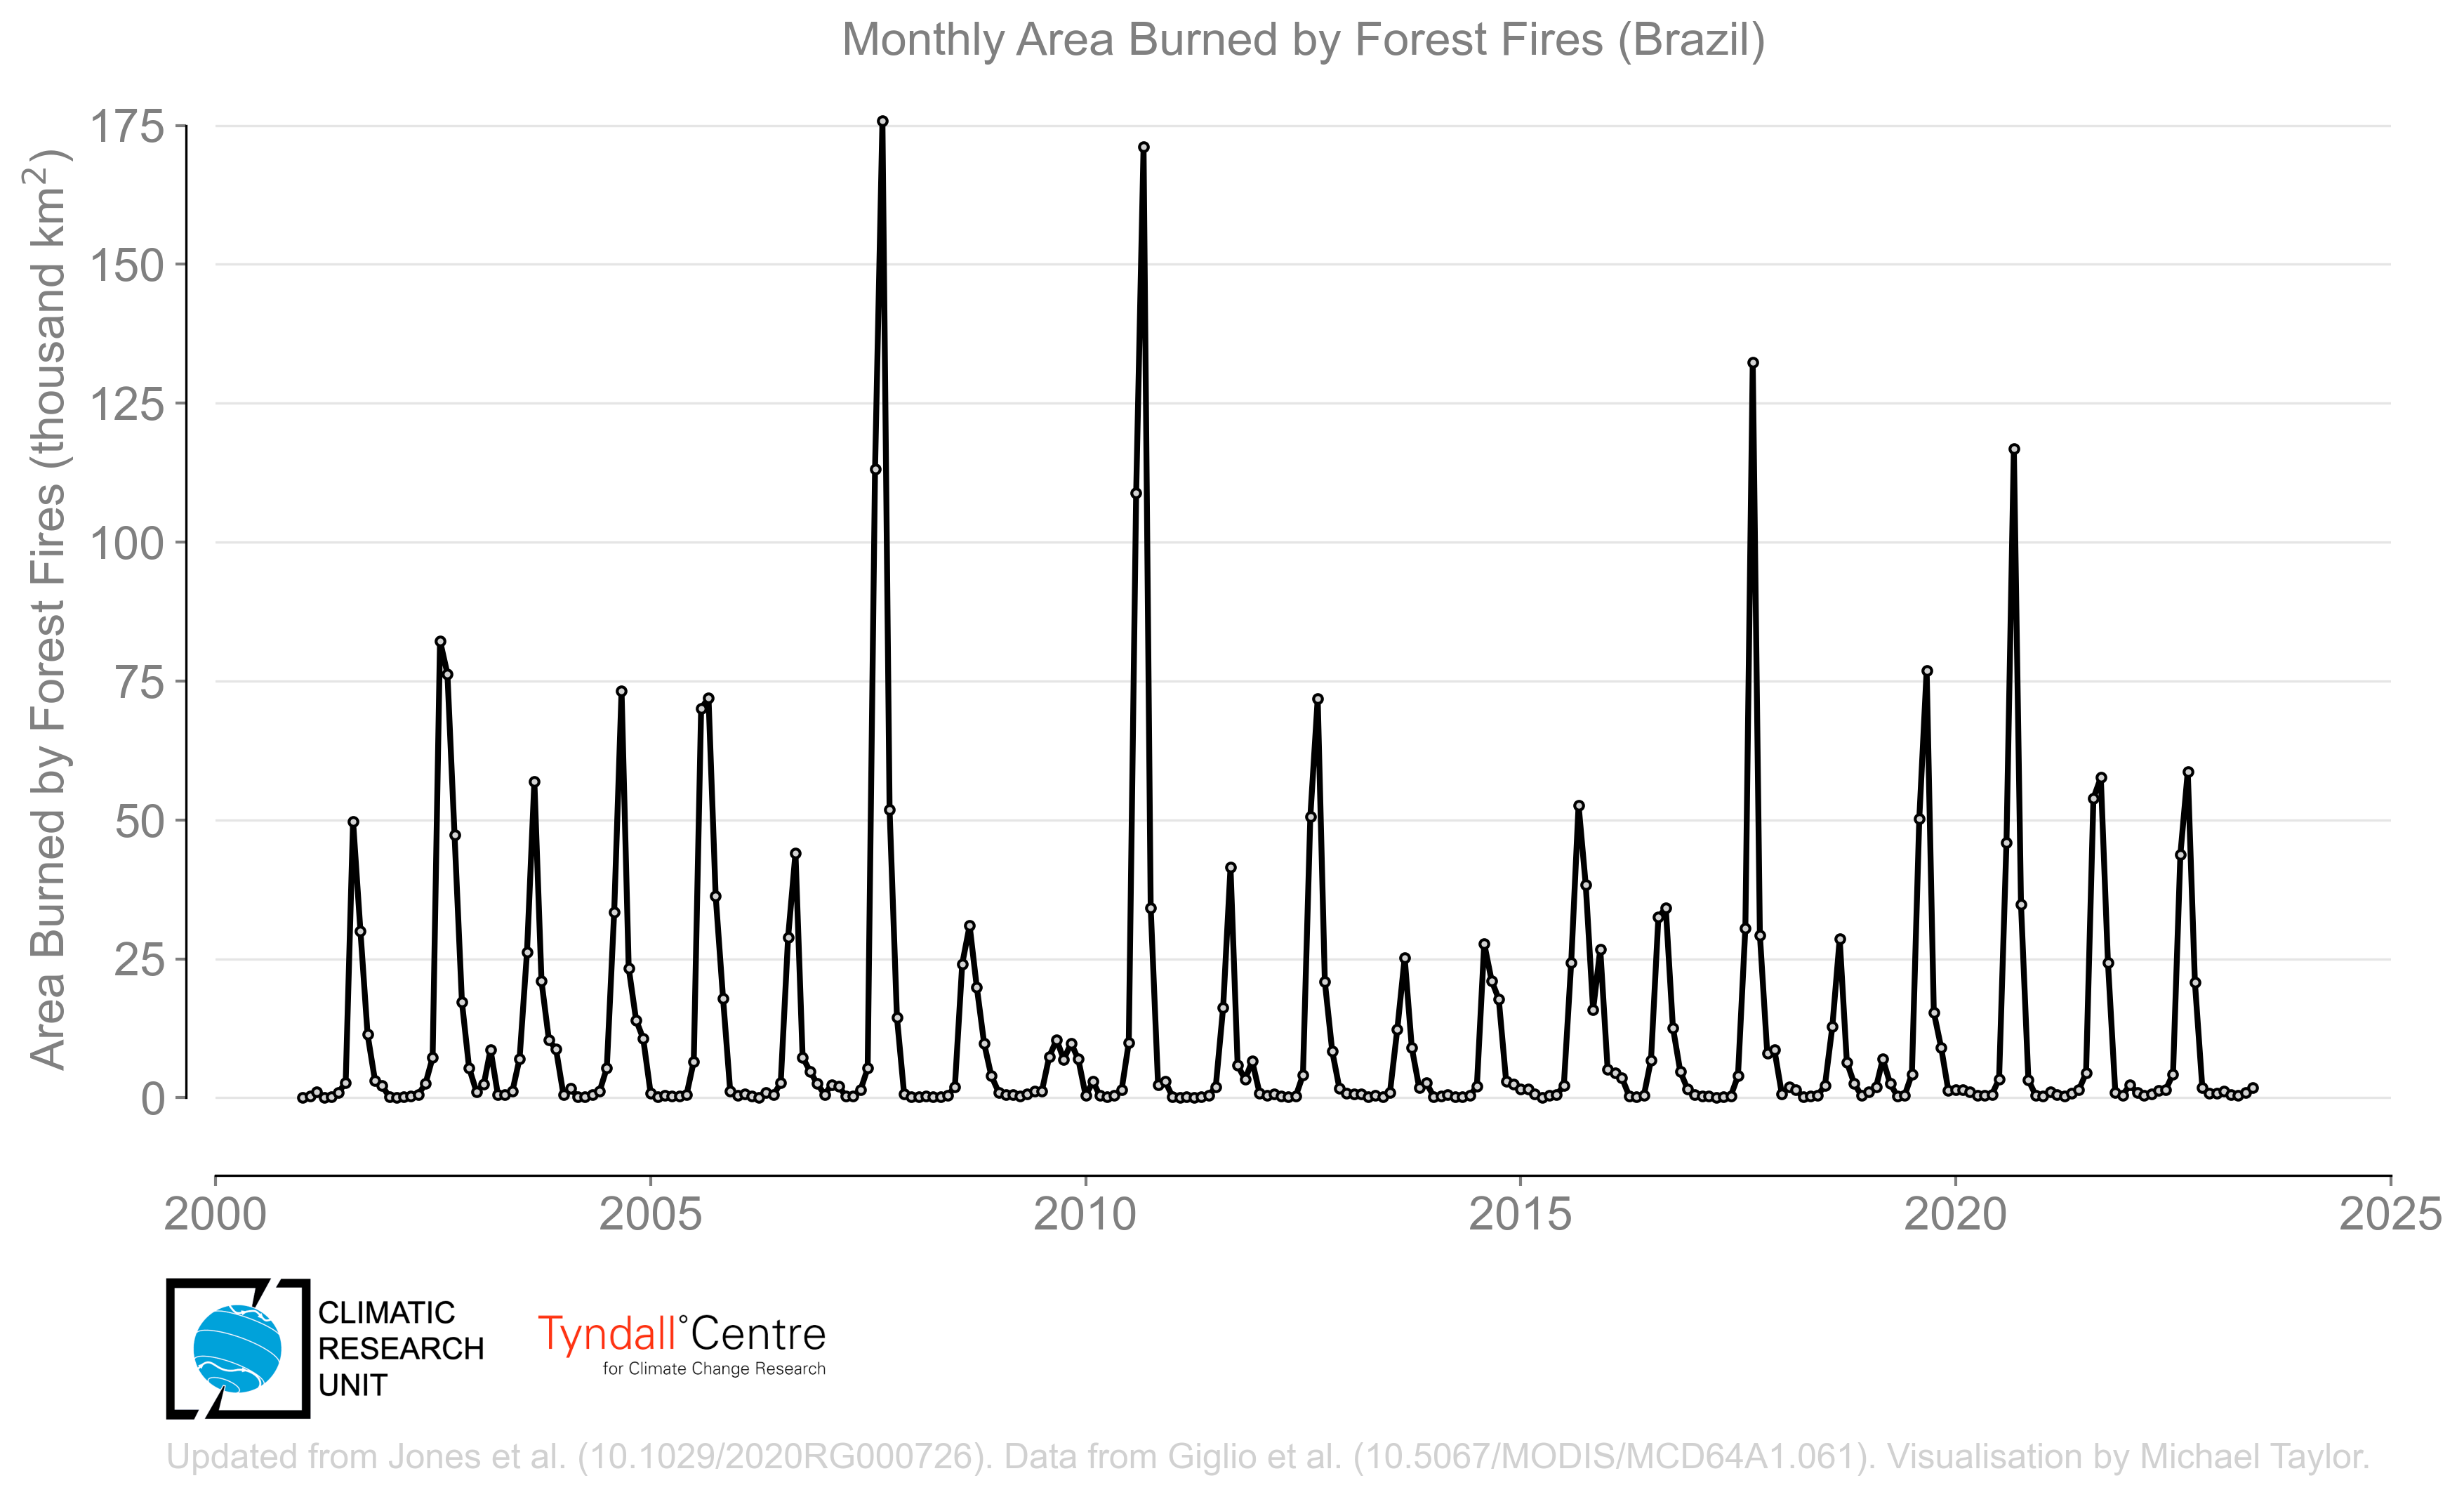 Monthly Area Burned by Forest Fires (Brazil)
Area Burned by Forest Fires (thousand km²)
175
150
125
100
75
50
25
0
2000 2005 2010 2015 2020 2025
CLIMATIC
RESEARCH
UNIT
Tyndall°Centre
for Climate Change Research
Updated from Jones et al. (10.1029/2020RG000726). Data from Giglio et al. (10.5067/MODIS/MCD64A1.061). Visualisation by Michael Taylor.